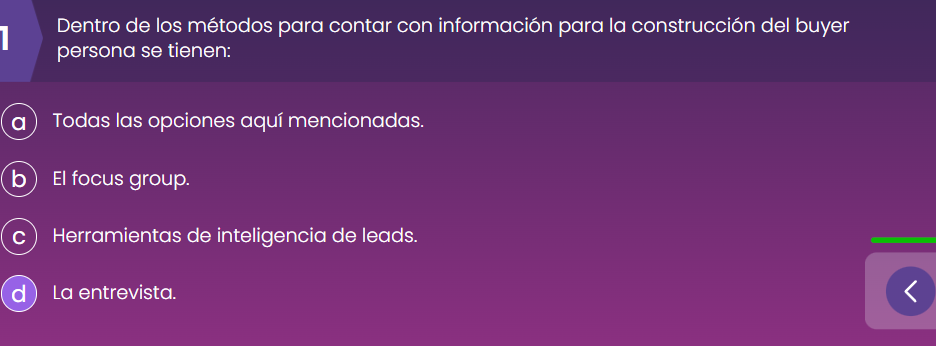 1
Dentro de los métodos para contar con información para la construcción del buyer
persona se tienen:
a Todas las opciones aquí mencionadas.
b El focus group.
c Herramientas de inteligencia de leads.
d La entrevista.